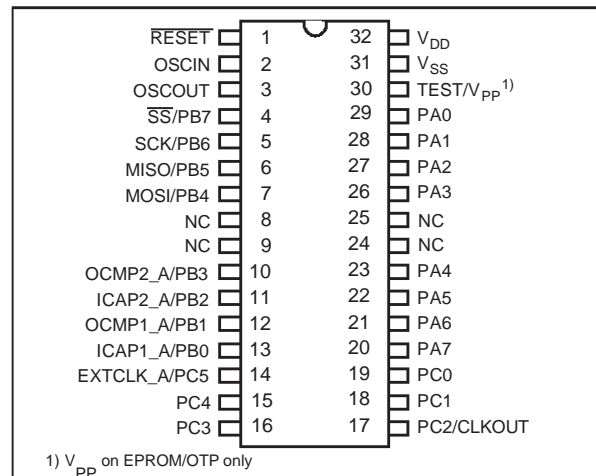 RESET 1 32 VDD
OSCIN 2 31 VSS
OSCOUT 3 30 TEST/VPP1)
SS/PB7 4 29 PA0
SCK/PB6 5 28 PA1
MISO/PB5 6 27 PA2
MOSI/PB4 7 26 PA3
NC 8 25 NC
NC 9 24 NC
OCMP2_A/PB3 10 23 PA4
ICAP2_A/PB2 11 22 PA5
OCMP1_A/PB1 12 21 PA6
ICAP1_A/PB0 13 20 PA7
EXTCLK_A/PC5 14 19 PC0
PC4 15 18 PC1
PC3 16 17 PC2/CLKOUT
1) VPP on EPROM/OTP only